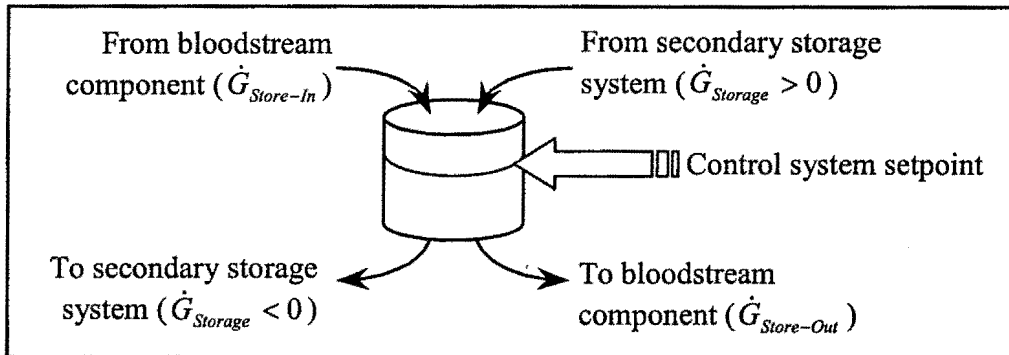 From bloodstream
component (Ġ_Store-In)
From secondary storage
system (Ġ_Storage > 0)
Control system setpoint
To secondary storage
system (Ġ_Storage < 0)
To bloodstream
component (Ġ_Store-Out)